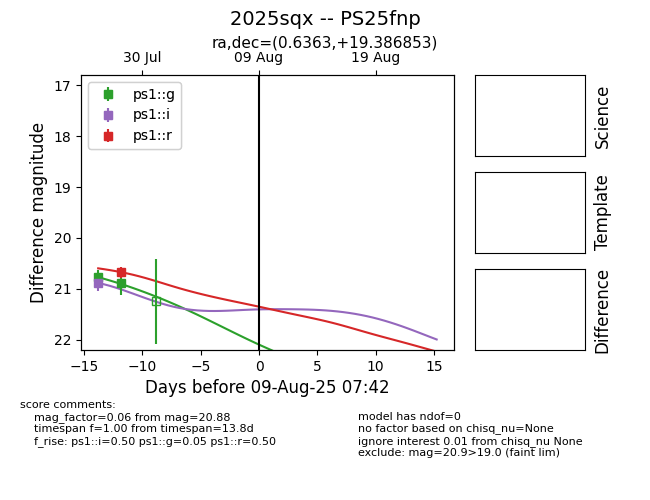 2025sqx -- PS25fnp
ra,dec=(0.6363,+19.386853)
30 Jul 09 Aug 19 Aug
ps1::g
ps1::i
ps1::r
17
18
19
20
21
22
Difference magnitude
−15 −10 −5 0 5 10 15
Days before 09-Aug-25 07:42
Science
Template
Difference
score comments:
mag_factor=0.06 from mag=20.88
timespan f=1.00 from timespan=13.8d
f_rise: ps1::i=0.50 ps1::g=0.05 ps1::r=0.50
model has ndof=0
no factor based on chisq_nu=None
ignore interest 0.01 from chisq_nu None
exclude: mag=20.9>19.0 (faint lim)